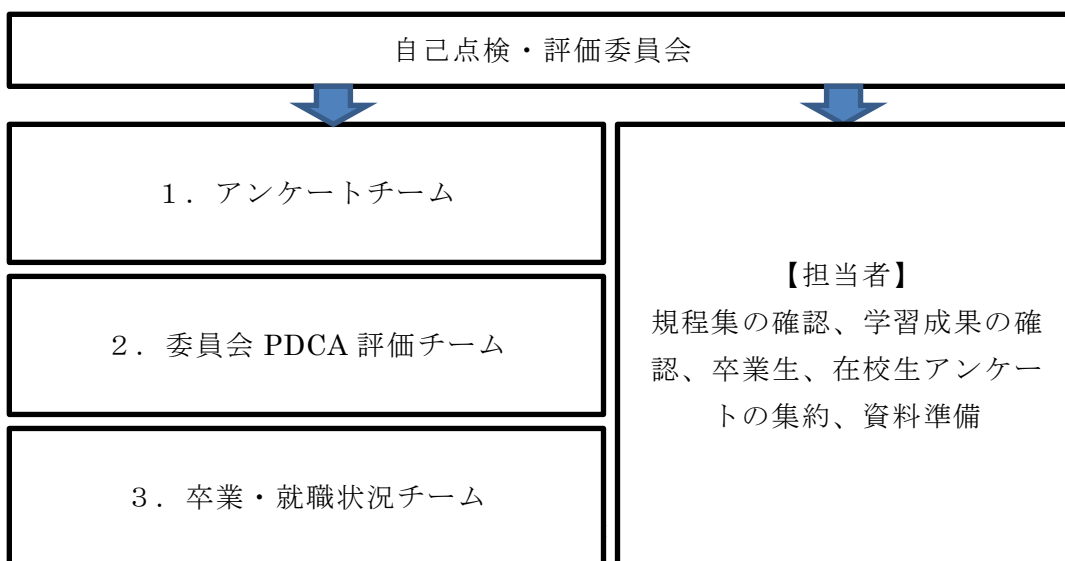 自己点検・評価委員会
１．アンケートチーム
２．委員会 PDCA 評価チーム
３．卒業・就職状況チーム
【担当者】
規程集の確認、学習成果の確
認、卒業生、在校生アンケー
トの集約、資料準備